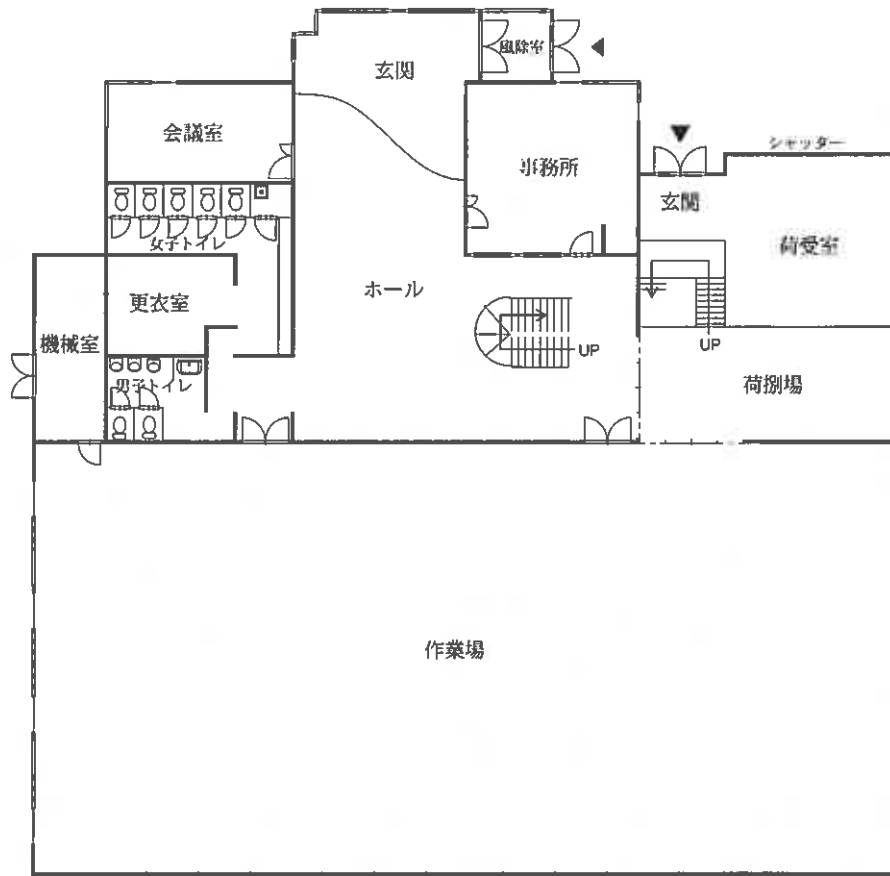 風除室
玄関
会議室
事務所
シャッター
玄関
荷受室
女子トイレ
更衣室
ホール
機械室
UP
UP
男子トイレ
荷捌場
作業場